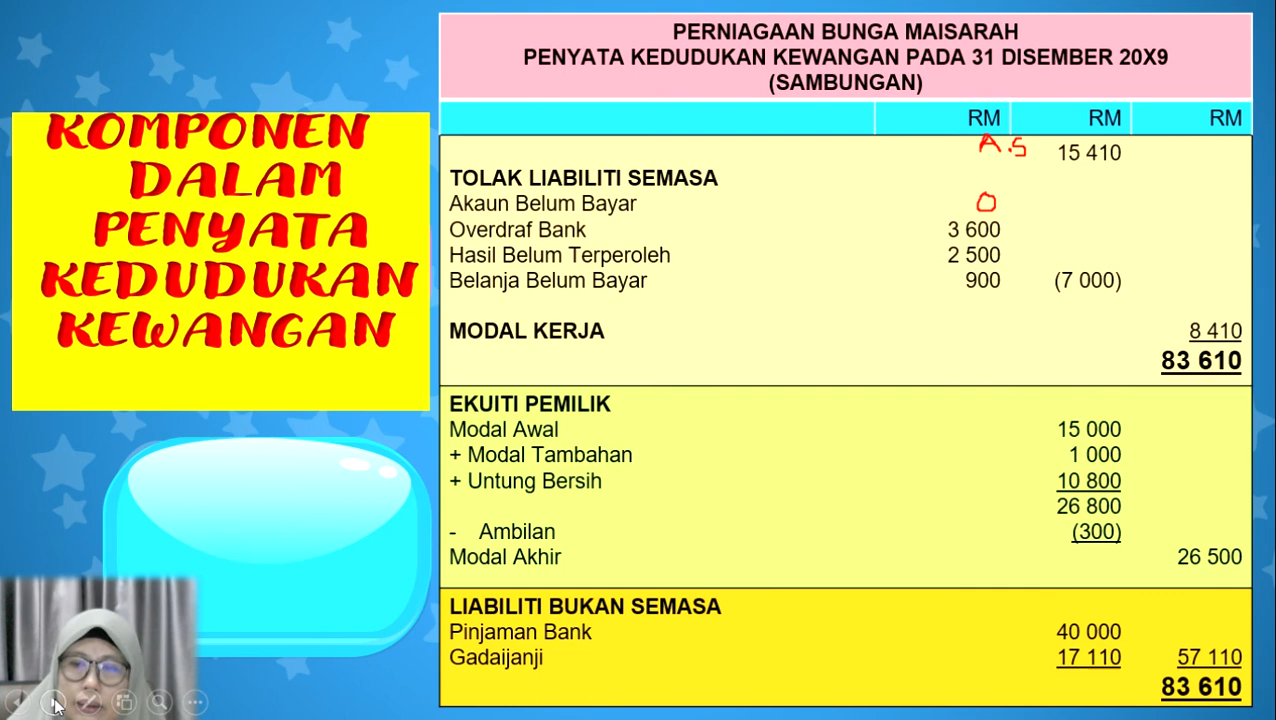 KOMPONEN
DALAM
PENYATA
KEDUDUKAN
KEWANGAN
PERNIAGAAN BUNGA MAISARAH
PENYATA KEDUDUKAN KEWANGAN PADA 31 DISEMBER 20X9
(SAMBUNGAN)
RM RM RM
A.S 15 410
TOLAK LIABILITI SEMASA
Akaun Belum Bayar 0
Overdraf Bank 3 600
Hasil Belum Terperoleh 2 500
Belanja Belum Bayar 900 (7 000)
MODAL KERJA 8 410
83 610
EKUITI PEMILIK
Modal Awal 15 000
+ Modal Tambahan 1 000
+ Untung Bersih 10 800
26 800
- Ambilan (300)
Modal Akhir 26 500
LIABILITI BUKAN SEMASA
Pinjaman Bank 40 000
Gadaijanji 17 110 57 110
83 610